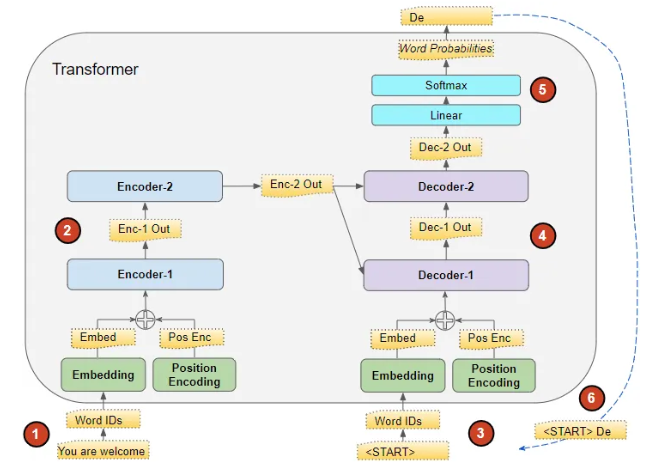 De
Word Probabilities
Transformer
Softmax
5
Linear
Dec-2 Out
Encoder-2
Enc-2 Out
Decoder-2
2
Enc-1 Out
Dec-1 Out
4
Encoder-1
Decoder-1
Embed
Pos Enc
Embed
Pos Enc
Embedding
Position
Encoding
Embedding
Position
Encoding
6
1
Word IDs
Word IDs
3
<START> De
You are welcome
<START>